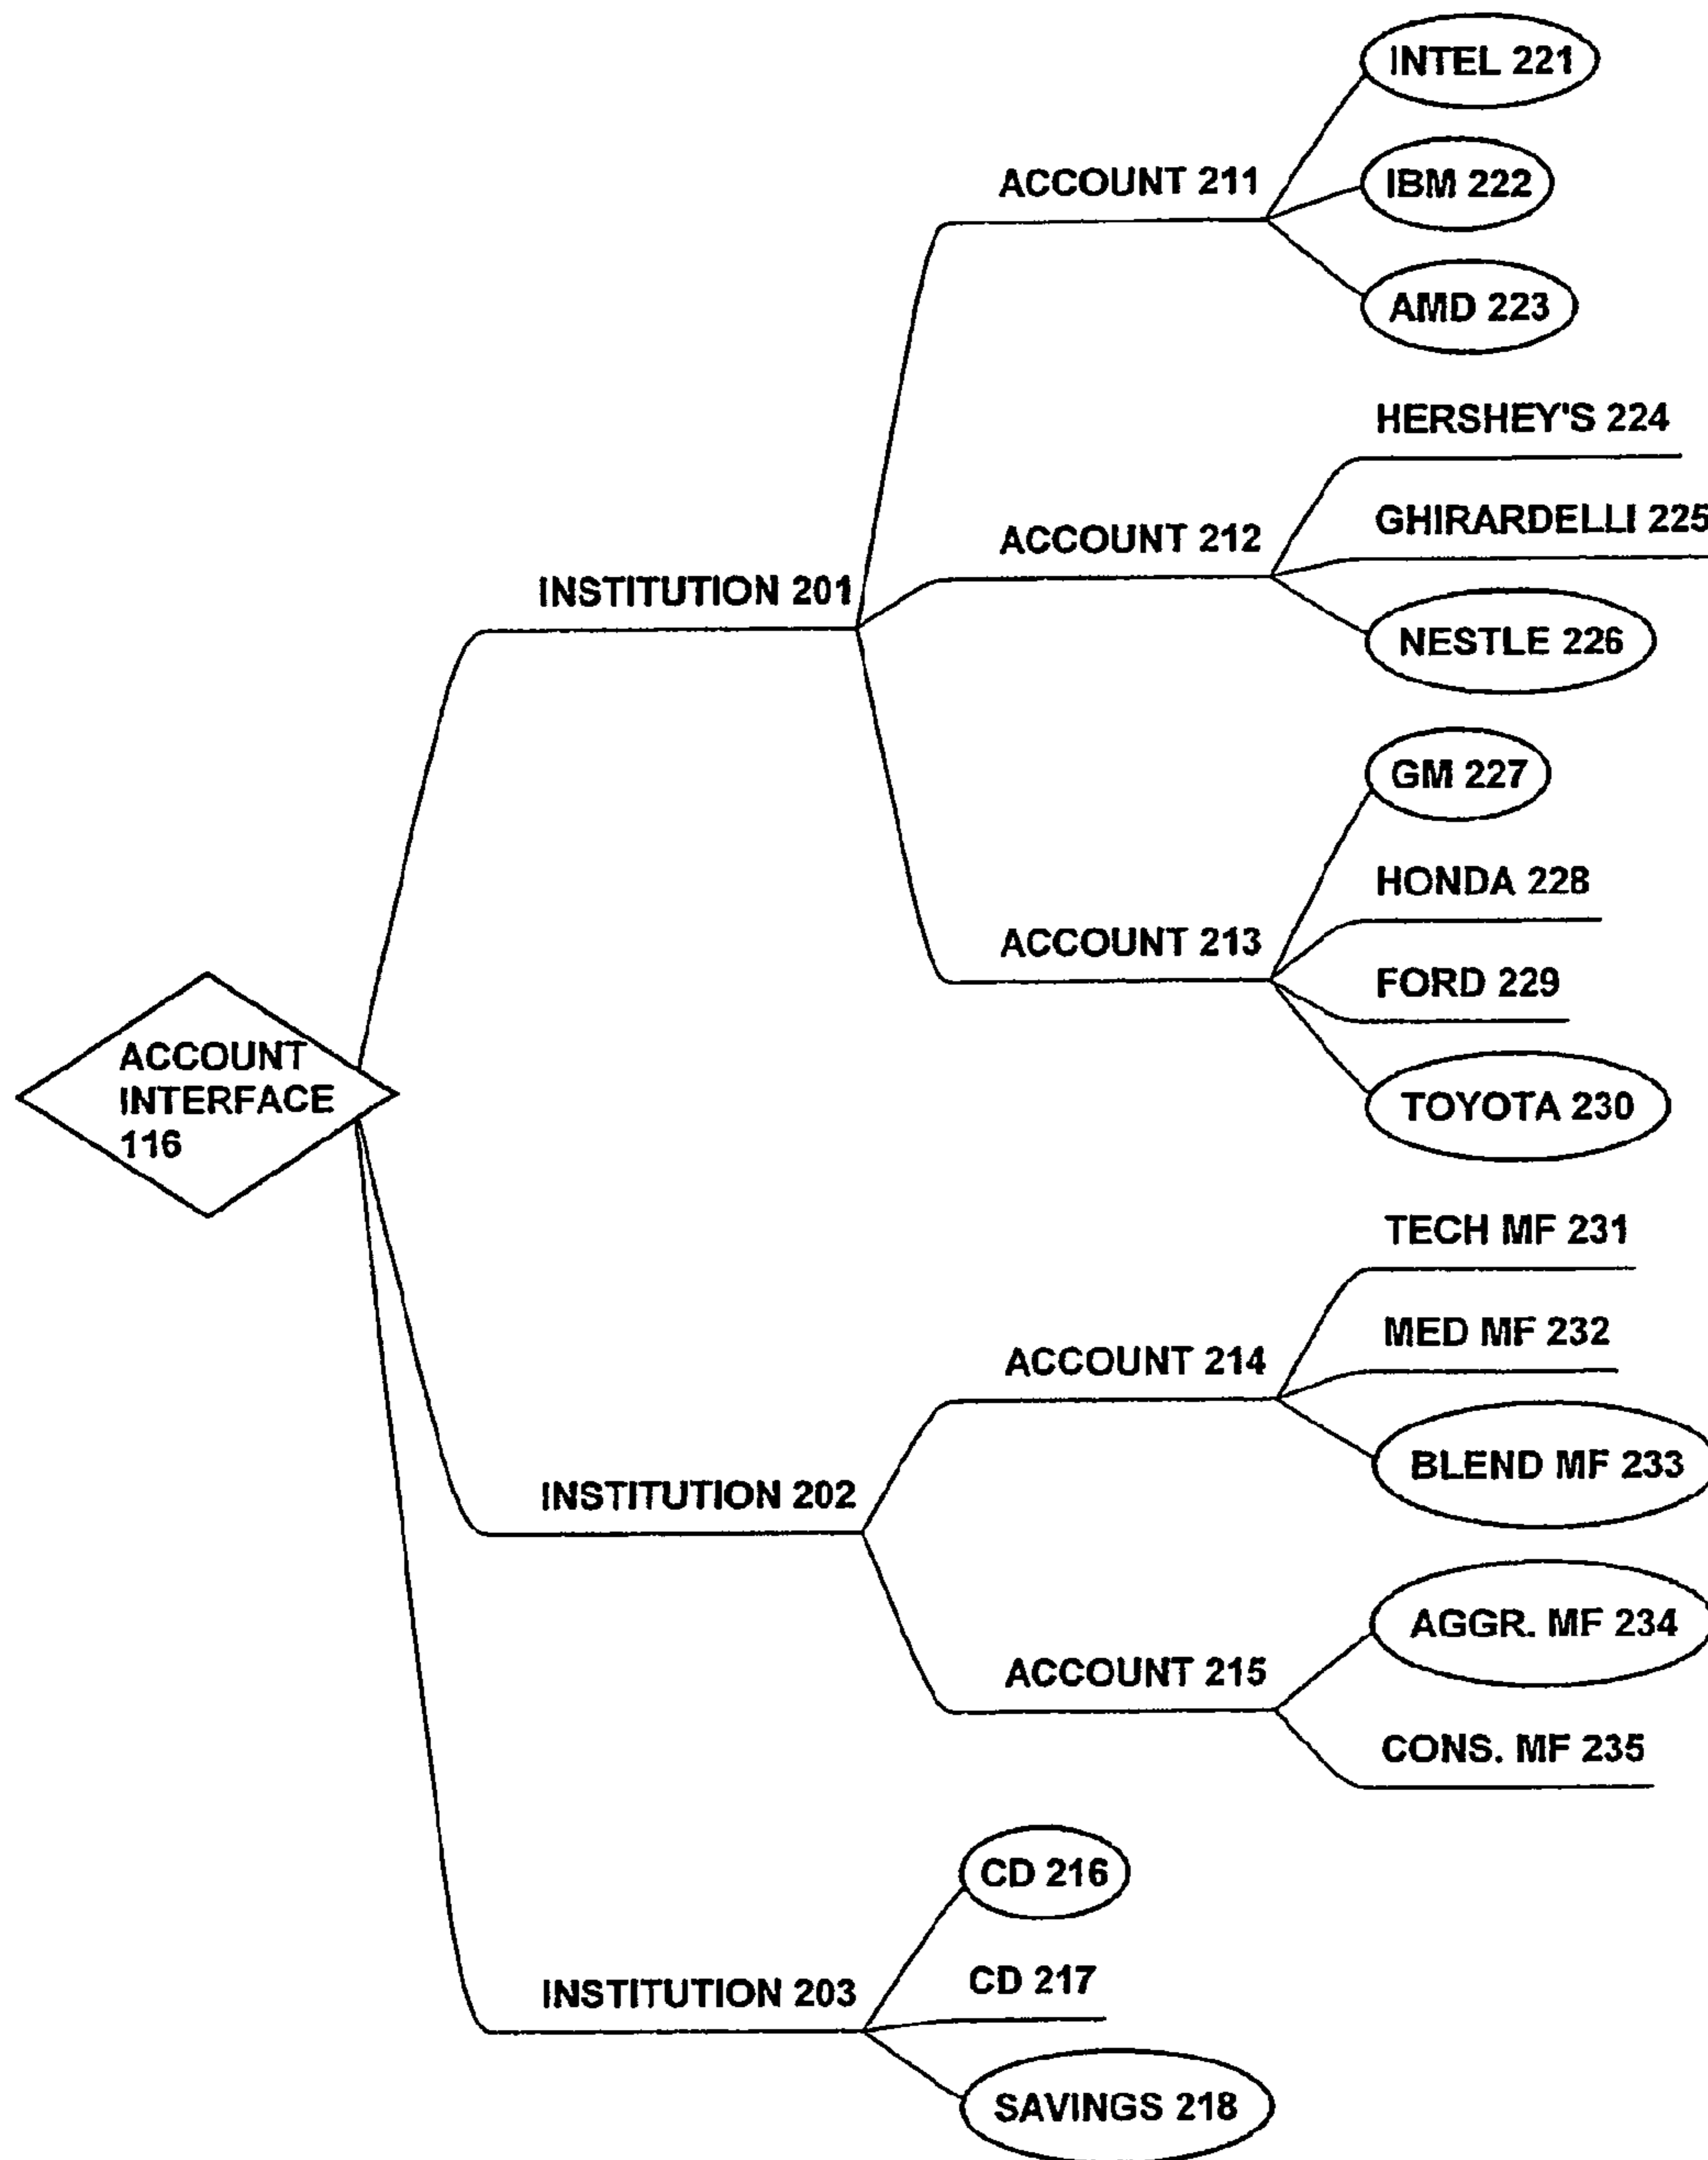 INTEL 221
ACCOUNT 211
IBM 222
AMD 223
HERSHEY'S 224
GHIRARDELLI 225
ACCOUNT 212
INSTITUTION 201
NESTLE 226
GM 227
HONDA 228
ACCOUNT 213
FORD 229
ACCOUNT
INTERFACE
116
TOYOTA 230
TECH MF 231
MED MF 232
ACCOUNT 214
BLEND MF 233
INSTITUTION 202
AGGR. MF 234
ACCOUNT 215
CONS. MF 235
CD 216
CD 217
INSTITUTION 203
SAVINGS 218